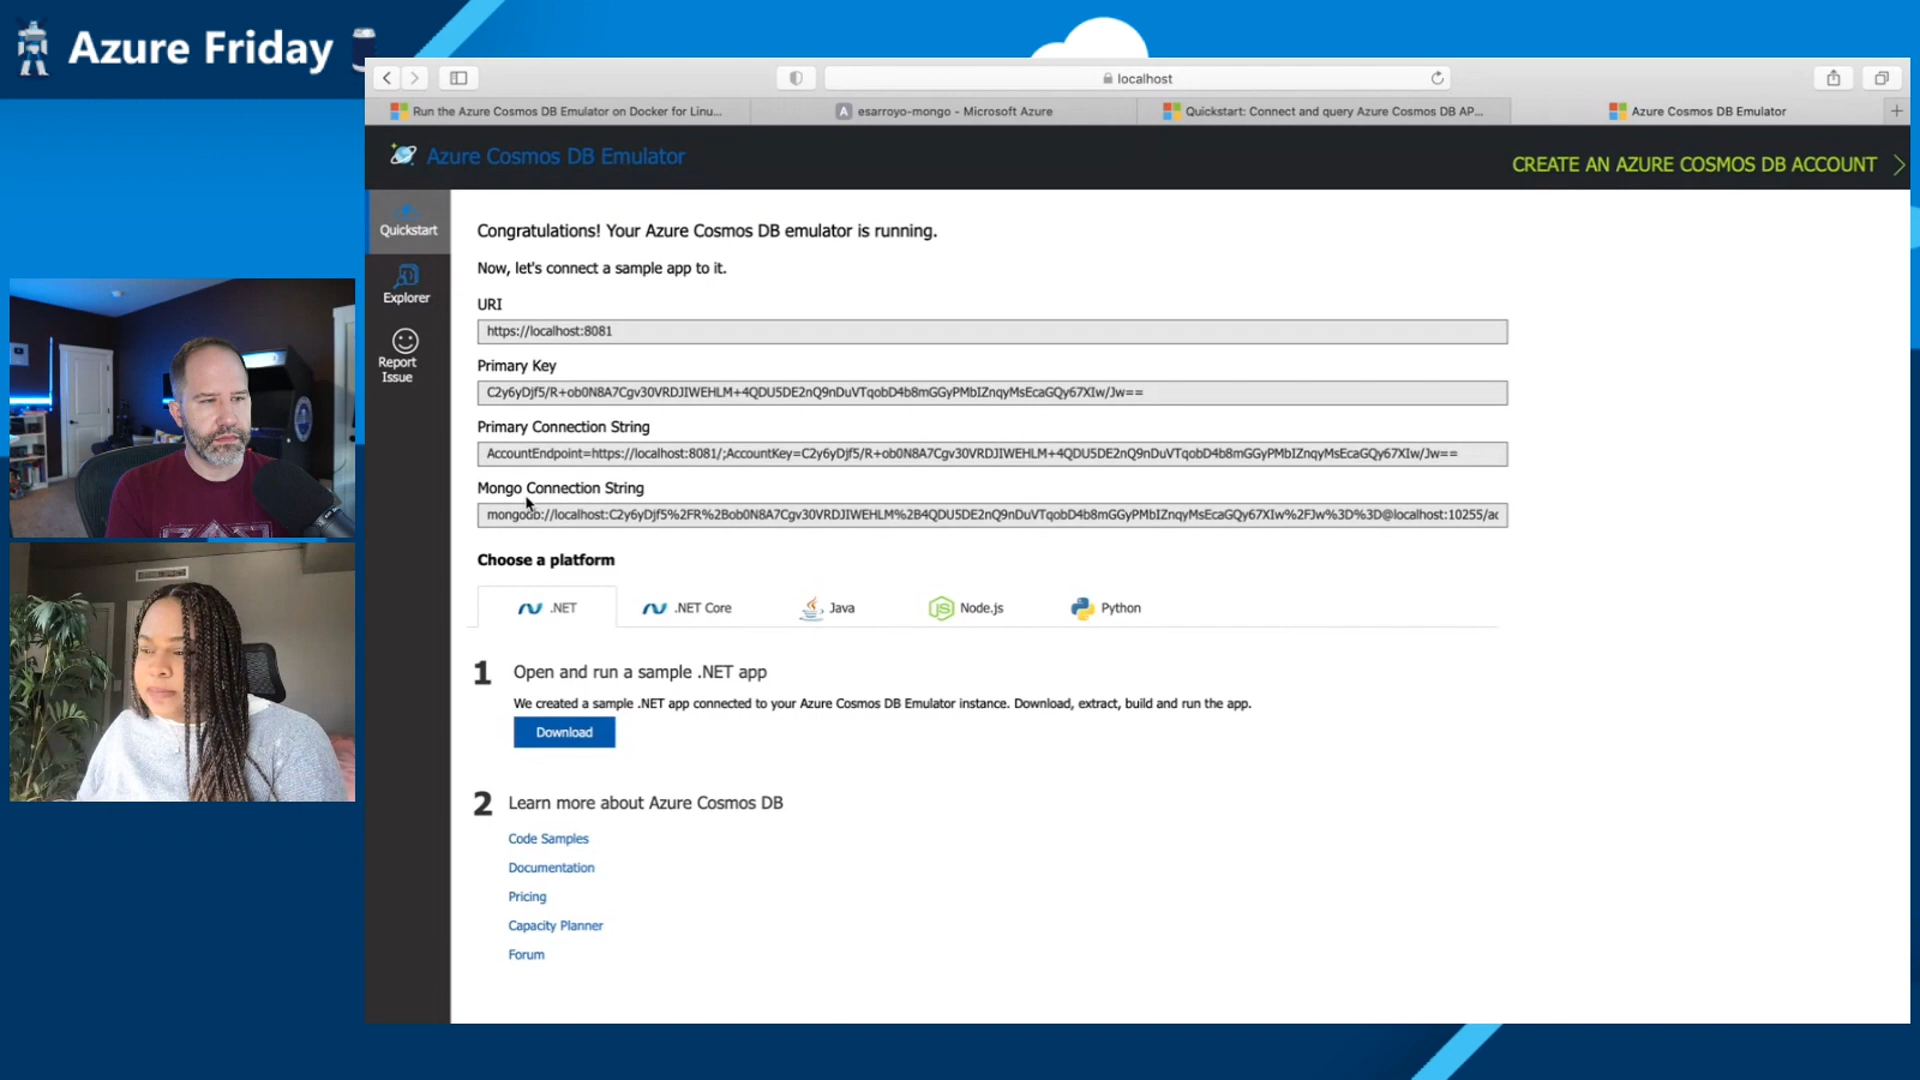 Azure Friday
localhost
Run the Azure Cosmos DB Emulator on Docker for Linu...
A esarroyo-mongo - Microsoft Azure
Quickstart: Connect and query Azure Cosmos DB AP...
Azure Cosmos DB Emulator
Azure Cosmos DB Emulator
CREATE AN AZURE COSMOS DB ACCOUNT
Quickstart
Explorer
Report
Issue
Congratulations! Your Azure Cosmos DB emulator is running.
Now, let's connect a sample app to it.
URI
https://localhost:8081
Primary Key
C2y6yDjf5/R+ob0N8A7Cgv30VRDJIWEHLM+4QDU5DE2nQ9nDuVTqobD4b8mGGyPMbIZnqyMsEcaGQy67XIw/Jw==
Primary Connection String
AccountEndpoint=https://localhost:8081/;AccountKey=C2y6yDjf5/R+ob0N8A7Cgv30VRDJIWEHLM+4QDU5DE2nQ9nDuVTqobD4b8mGGyPMbIZnqyMsEcaGQy67XIw/Jw==
Mongo Connection String
mongodb://localhost:C2y6yDjf5%2FR%2Bob0N8A7Cgv30VRDJIWEHLM%2B4QDU5DE2nQ9nDuVTqobD4b8mGGyPMbIZnqyMsEcaGQy67XIw%2FJw%3D%3D@localhost:10255/ac
Choose a platform
.NET
.NET Core
Java
JS Node.js
Python
1 Open and run a sample .NET app
We created a sample .NET app connected to your Azure Cosmos DB Emulator instance. Download, extract, build and run the app.
Download
2 Learn more about Azure Cosmos DB
Code Samples
Documentation
Pricing
Capacity Planner
Forum